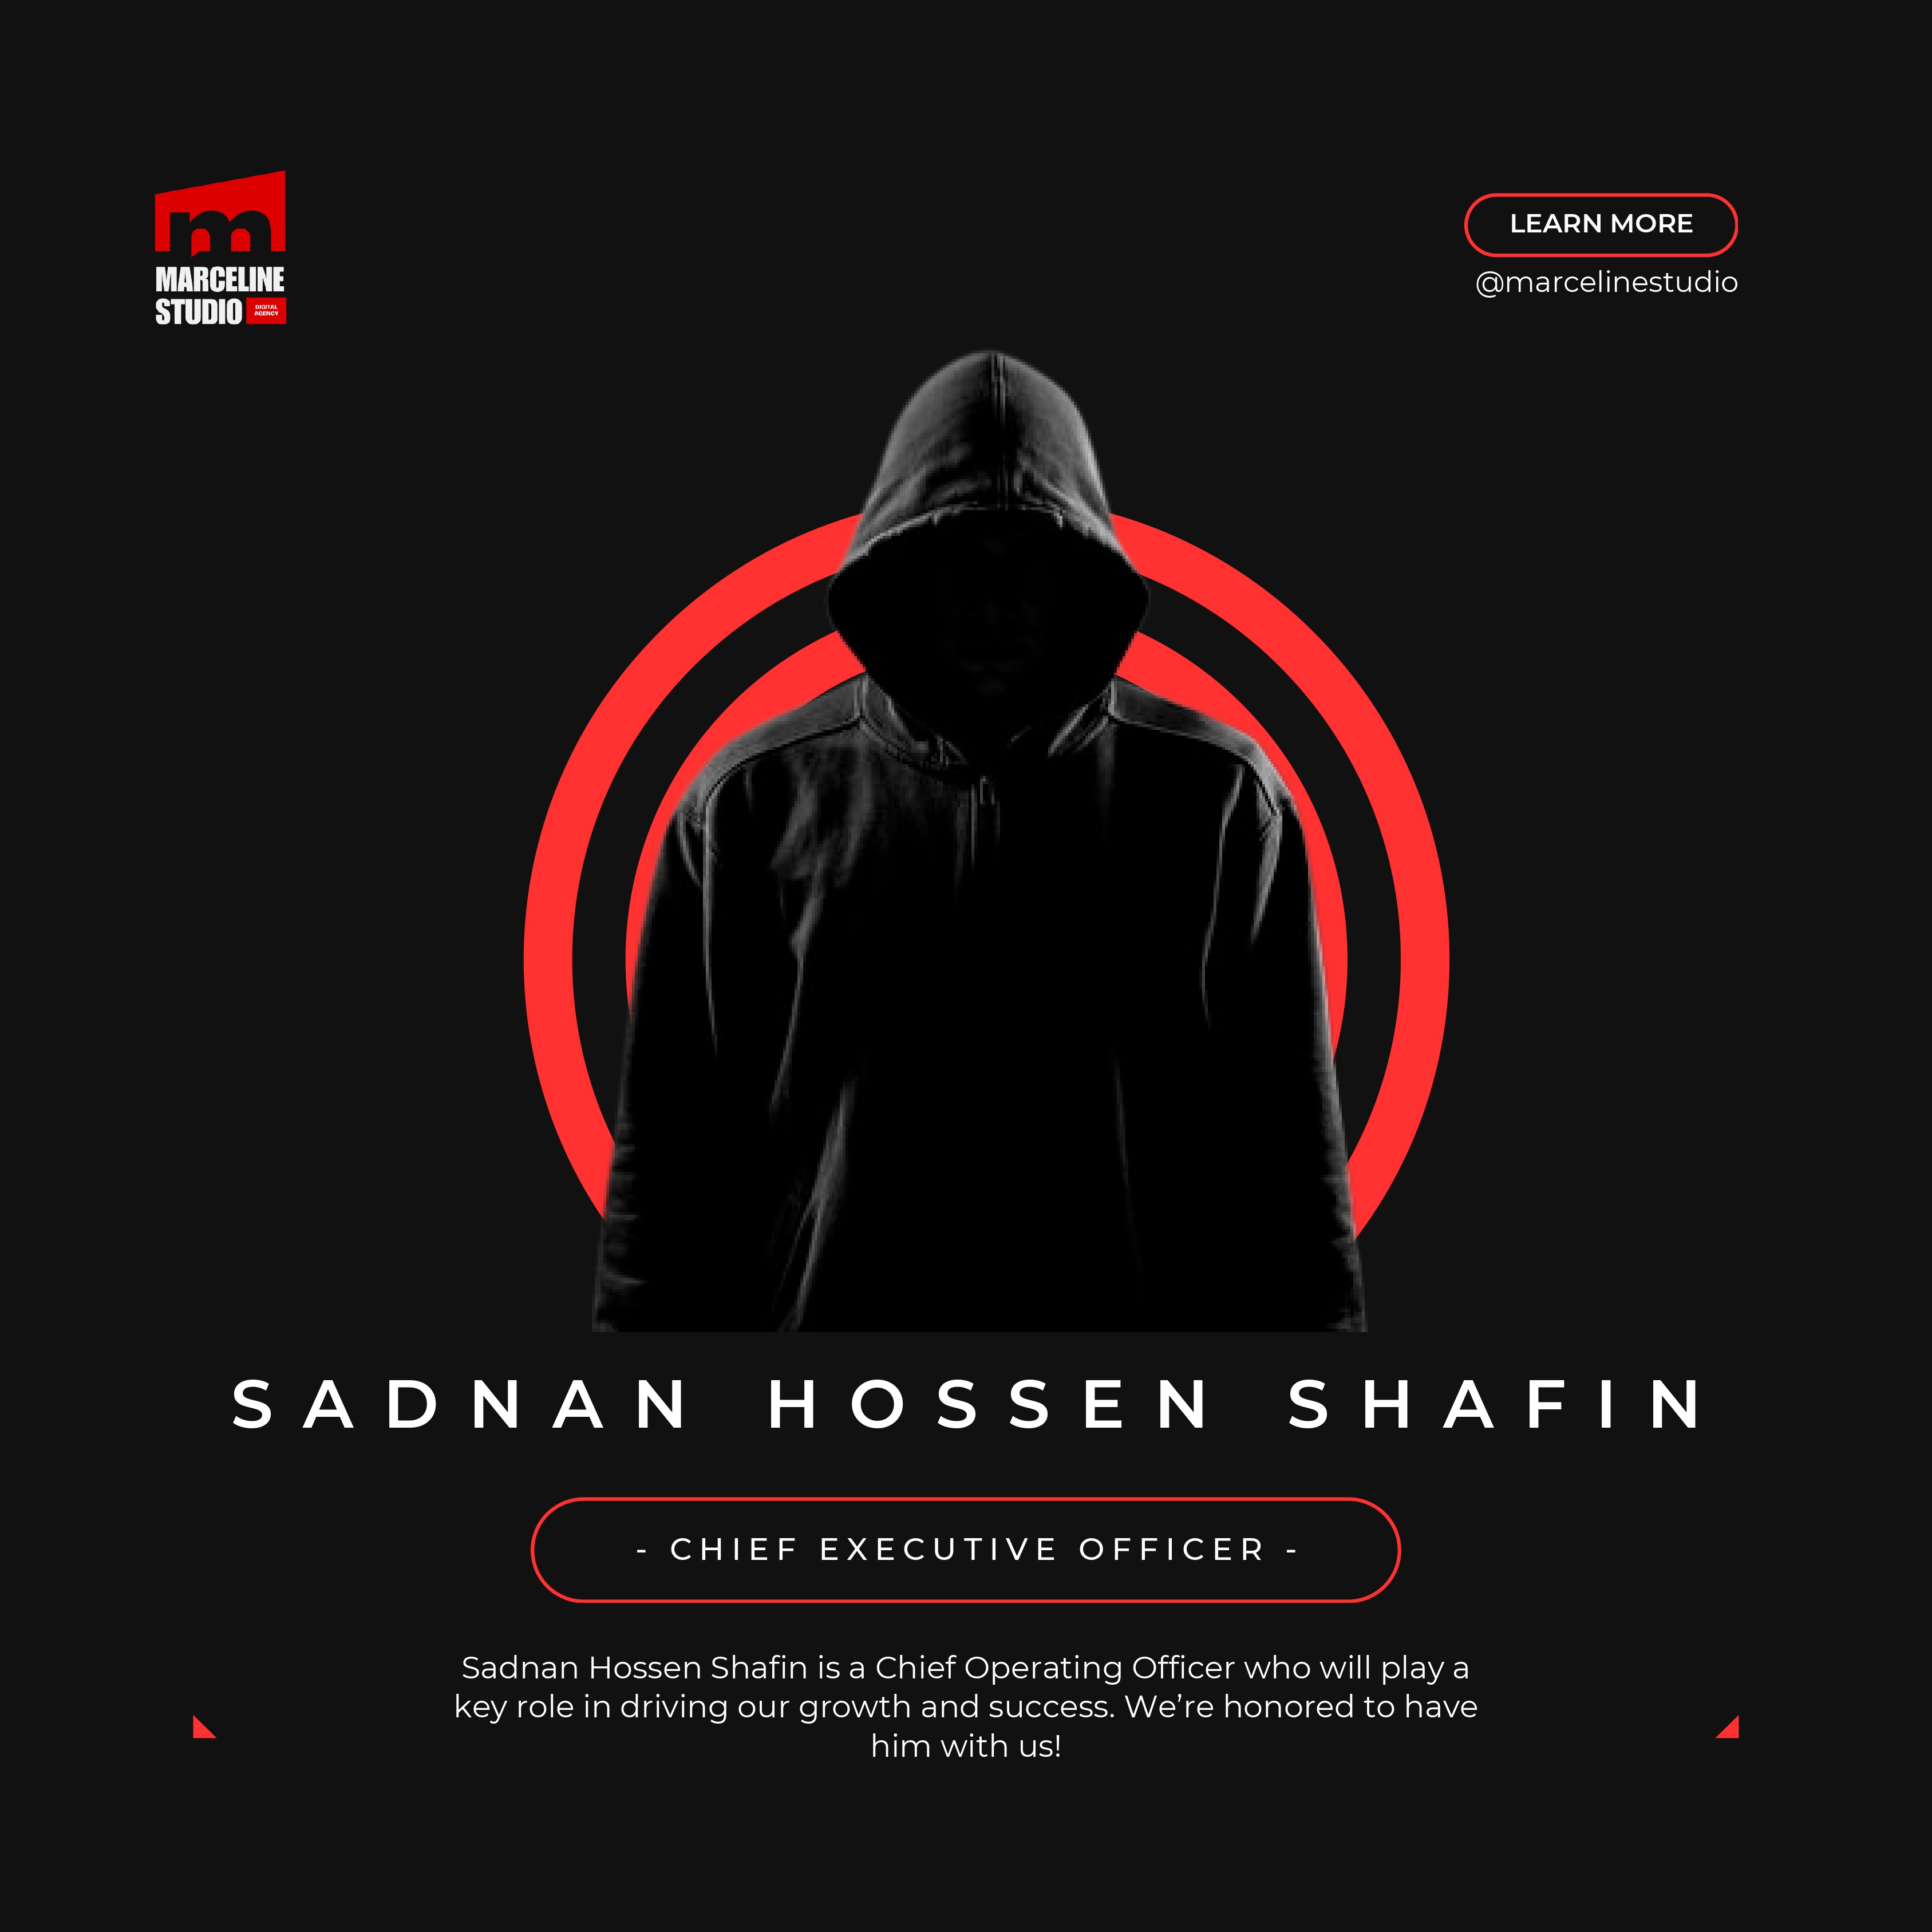 m
MARCELINE
STUDIO
DIGITAL
AGENCY
LEARN MORE
@marcelinestudio
SADNAN HOSSEN SHAFIN
- CHIEF EXECUTIVE OFFICER -
Sadnan Hossen Shafin is a Chief Operating Officer who will play a
key role in driving our growth and success. We’re honored to have
him with us!